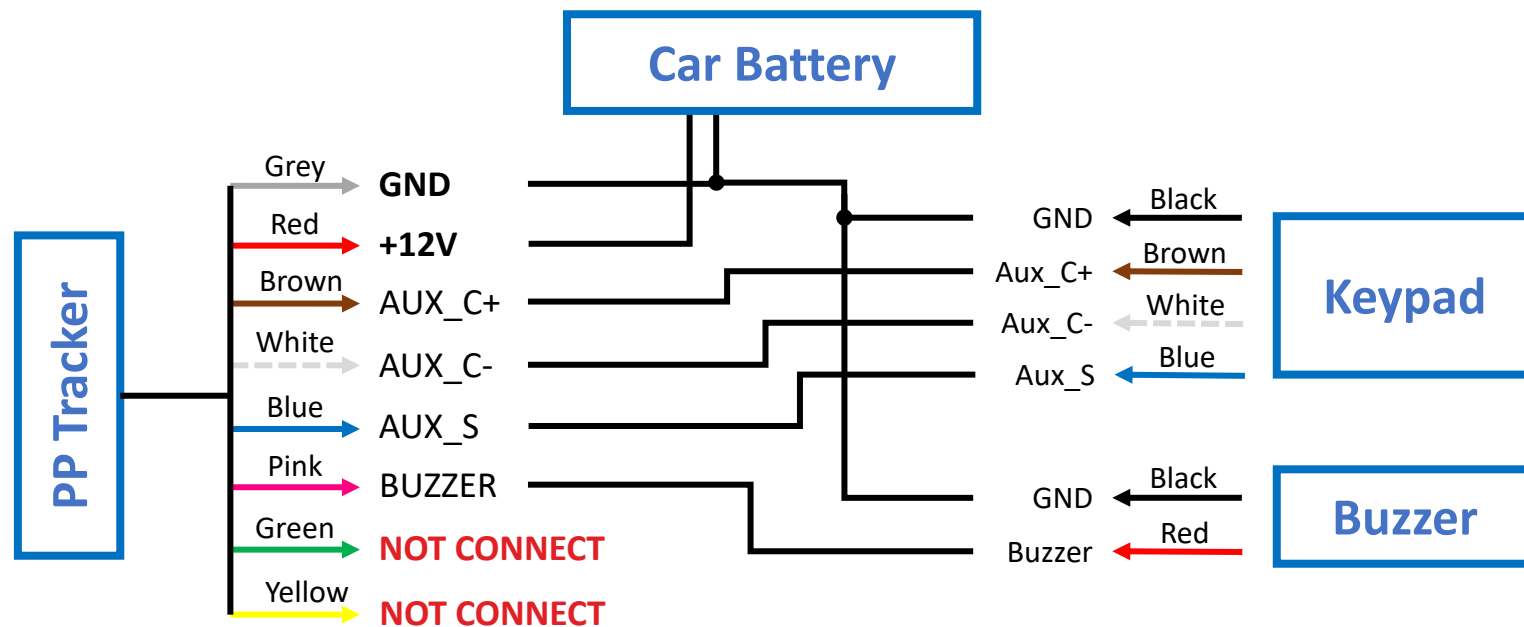 Car Battery
PP Tracker
Grey
GND
Red
+12V
Brown
AUX_C+
White
AUX_C-
Blue
AUX_S
Pink
BUZZER
Green
NOT CONNECT
Yellow
NOT CONNECT
GND
Black
Aux_C+
Brown
Aux_C-
White
Aux_S
Blue
Keypad
GND
Black
Buzzer
Red
Buzzer